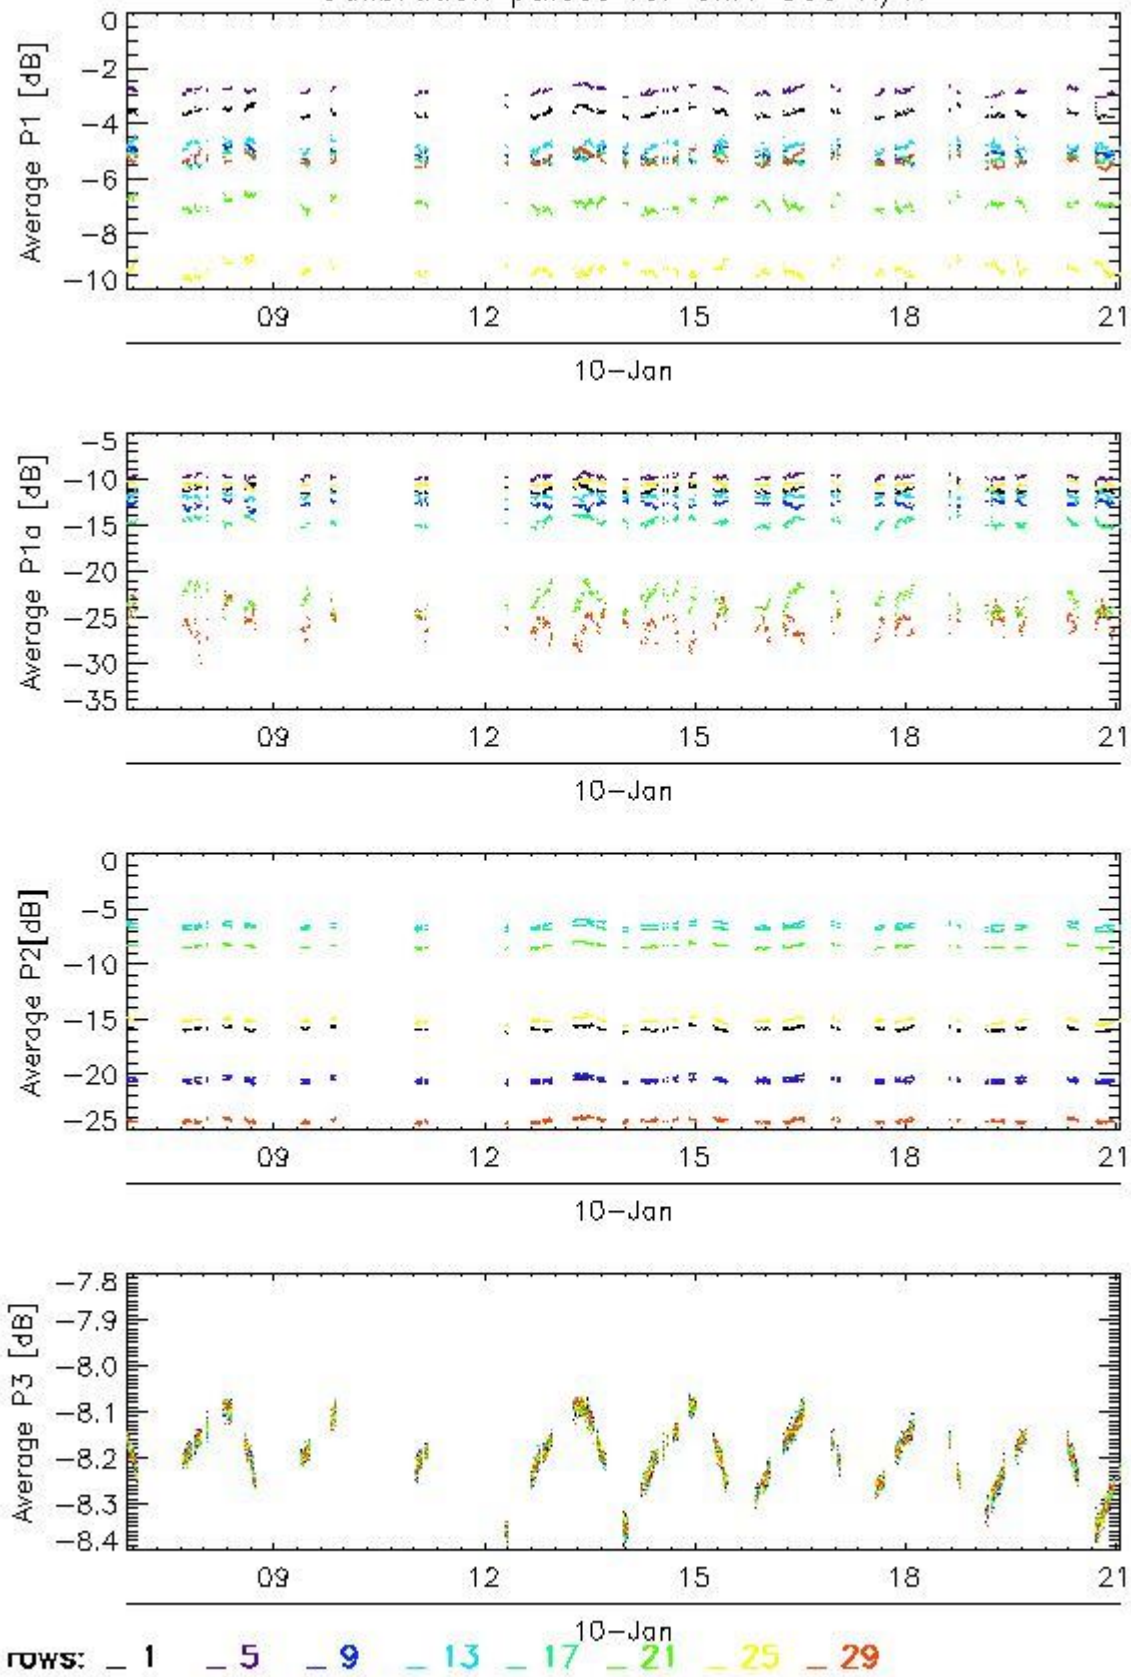 0
−2
−4
−6
−8
−10
Average P1 [dB]
09 12 15 18 21
10−Jan
−5
−10
−15
−20
−25
−30
−35
Average P1a [dB]
09 12 15 18 21
10−Jan
0
−5
−10
−15
−20
−25
Average P2[dB]
09 12 15 18 21
10−Jan
−7.8
−7.9
−8.0
−8.1
−8.2
−8.3
−8.4
Average P3 [dB]
09 12 15 18 21
10−Jan
rows: _ 1 _ 5 _ 9 _ 13 _ 17 _ 21 _ 25 _ 29